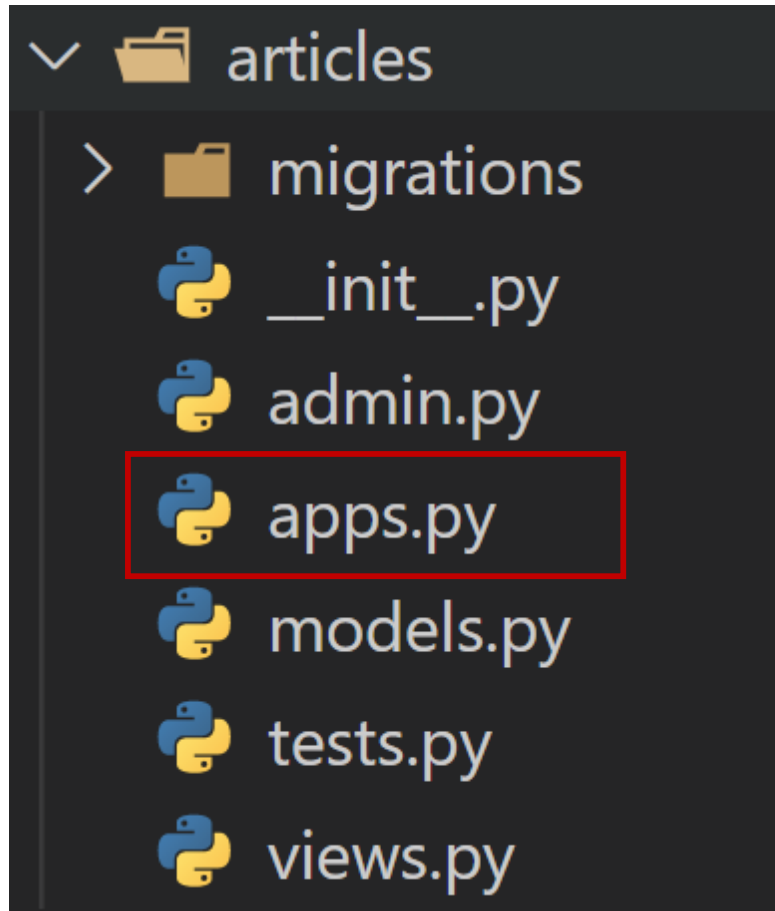 articles
migrations
__init__.py
admin.py
apps.py
models.py
tests.py
views.py